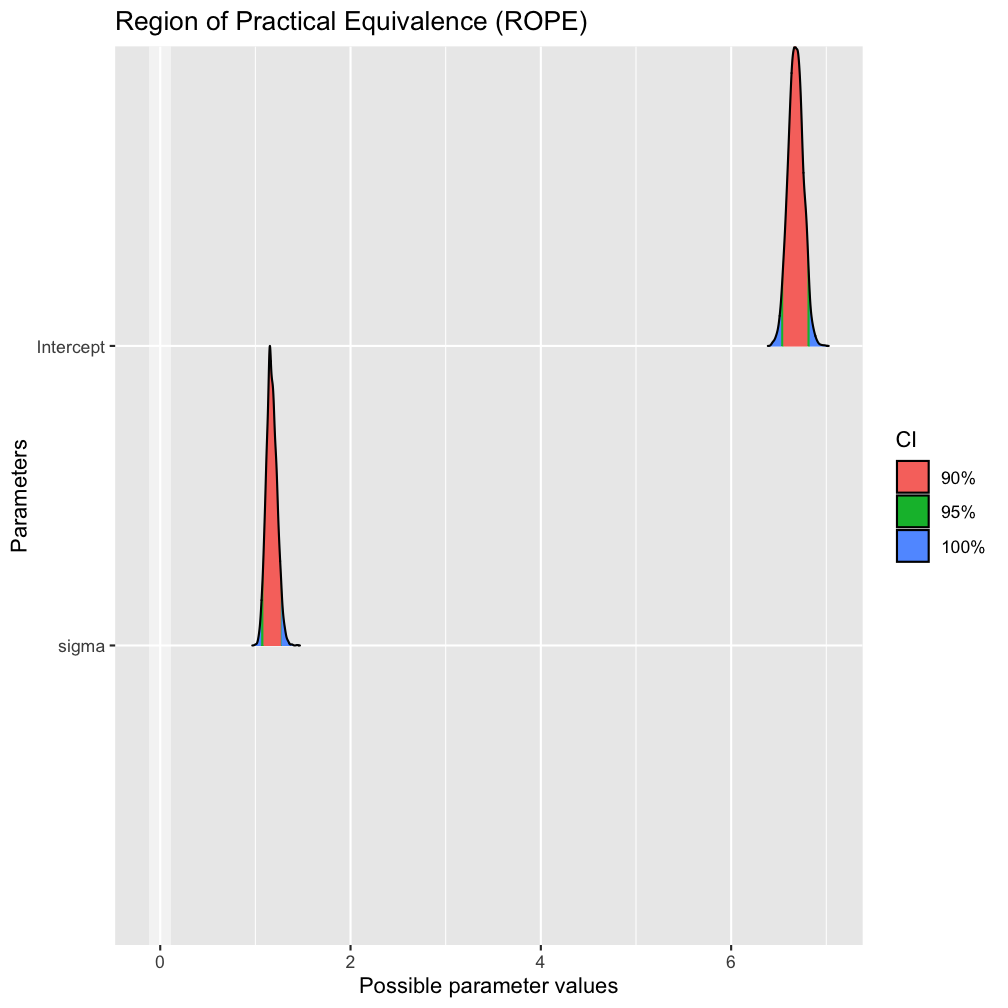 Region of Practical Equivalence (ROPE)
Intercept
sigma
Parameters
0
2
4
6
Possible parameter values
CI
90%
95%
100%